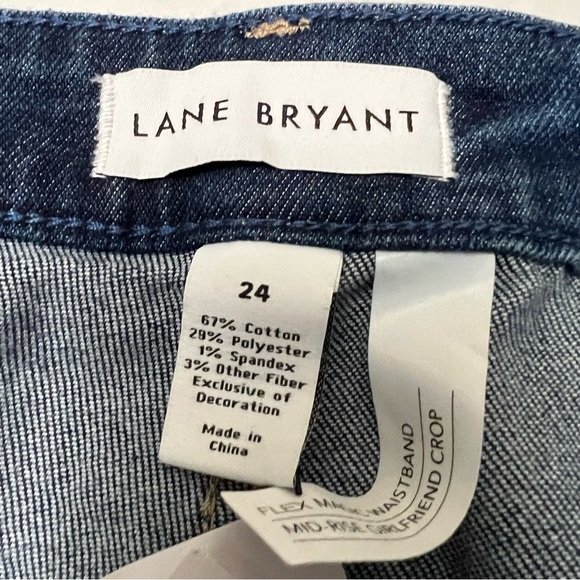 LANE BRYANT
24
67% Cotton
29% Polyester
1% Spandex
3% Other Fiber
Exclusive of
Decoration
Made in
China
FLEX MAGIC WAISTBAND
MID-RISE GIRLFRIEND CROP